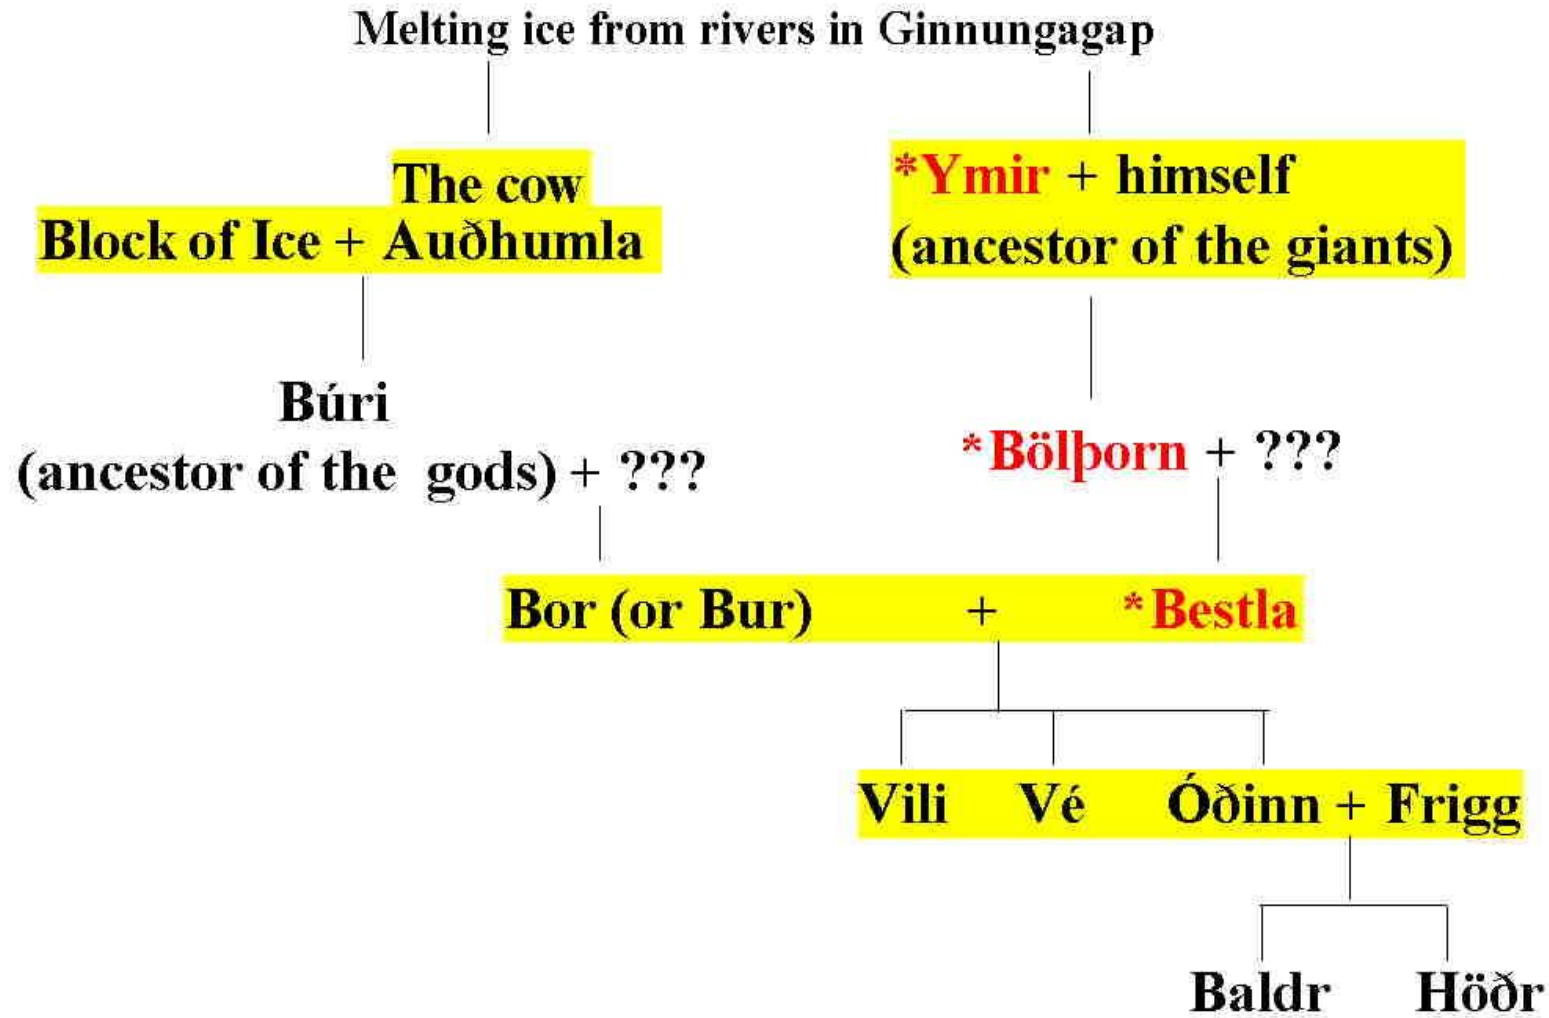 Melting ice from rivers in Ginnungagap
The cow
Block of Ice + Auðhumla
*Ymir + himself
(ancestor of the giants)
Búri
(ancestor of the gods) + ???
*Bölþorn + ???
Bor (or Bur) + *Bestla
Vili Vé Óðinn + Frigg
Baldr Höðr